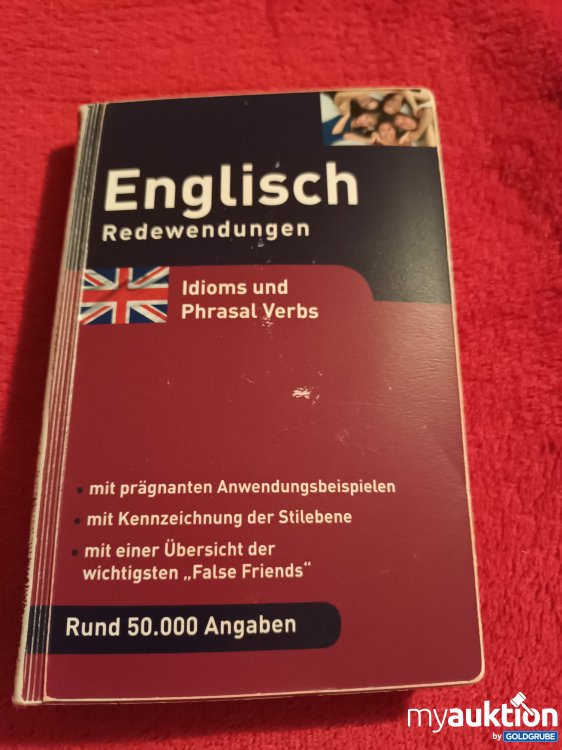 Englisch
Redewendungen
Idioms und
Phrasal Verbs
• mit prägnanten Anwendungsbeispielen
• mit Kennzeichnung der Stilebene
• mit einer Übersicht der
wichtigsten „False Friends“
Rund 50.000 Angaben
myauktion
by GOLDGRUBE